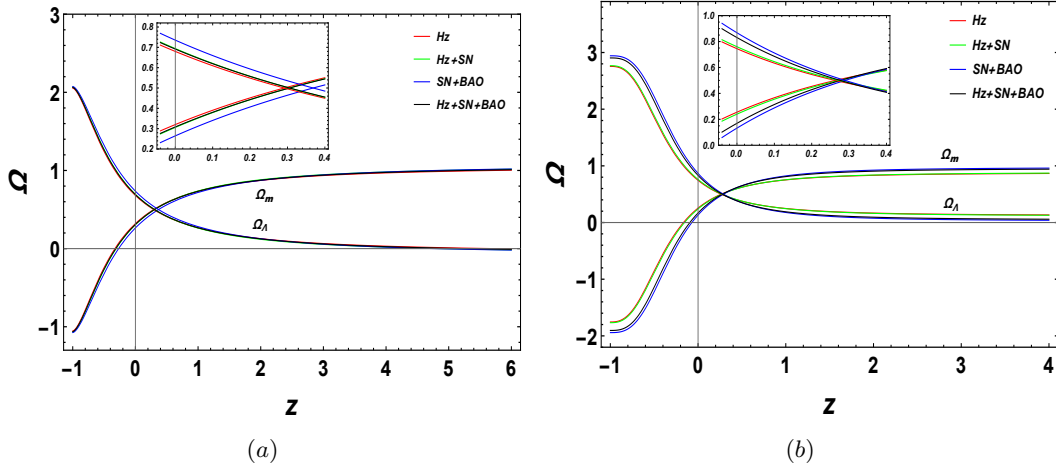 3
2
1
0
−1
Ω
0.8
0.7
0.6
0.5
0.4
0.3
0.2
0.0
0.1
0.2
0.3
0.4
Hz
Hz+SN
SN+BAO
Hz+SN+BAO
Ωm
ΩΛ
−1 0 1 2 3 4 5 6
z
(a)
3
2
1
0
−1
−2
Ω
1.0
0.8
0.6
0.4
0.2
0.0
0.0
0.1
0.2
0.3
0.4
Hz
Hz+SN
SN+BAO
Hz+SN+BAO
Ωm
ΩΛ
−1 0 1 2 3 4
z
(b)